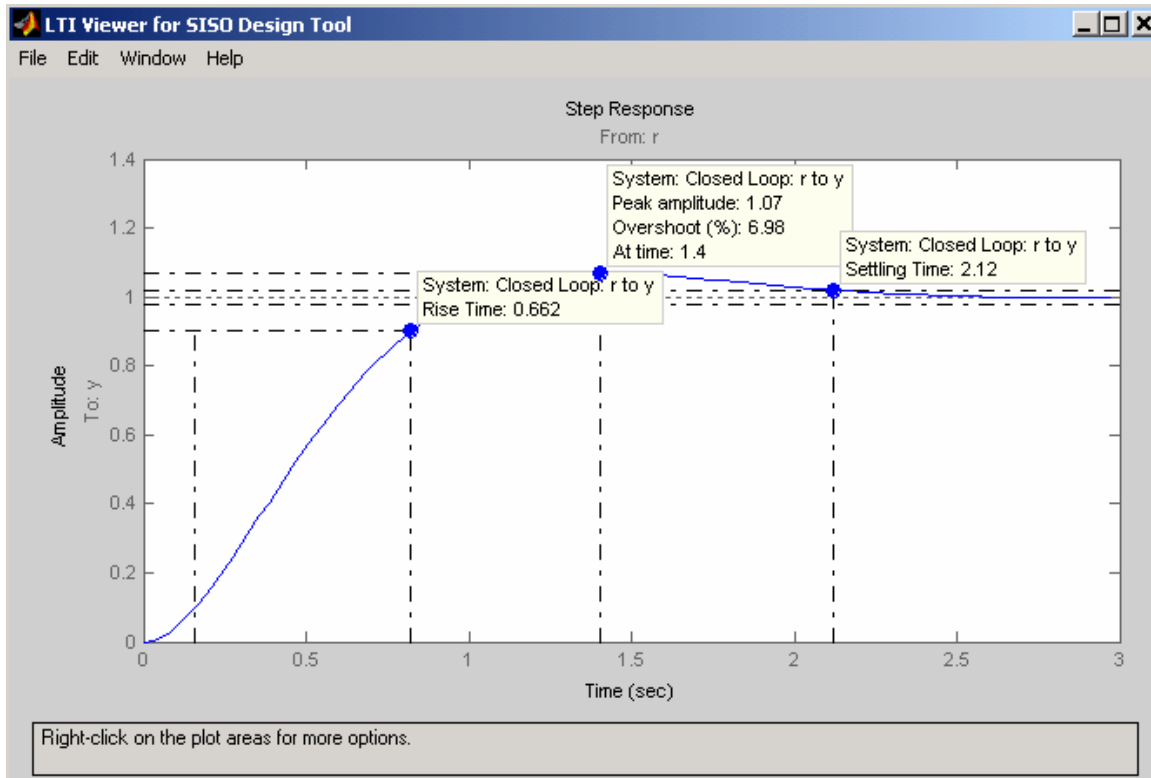 LTI Viewer for SISO Design Tool
File Edit Window Help
Step Response
From: r
System: Closed Loop: r to y
Peak amplitude: 1.07
Overshoot (%): 6.98
At time: 1.4
System: Closed Loop: r to y
Settling Time: 2.12
System: Closed Loop: r to y
Rise Time: 0.662
Amplitude
To: y
1.4
1.2
1
0.8
0.6
0.4
0.2
0
0 0.5 1 1.5 2 2.5 3
Time (sec)
Right-click on the plot areas for more options.